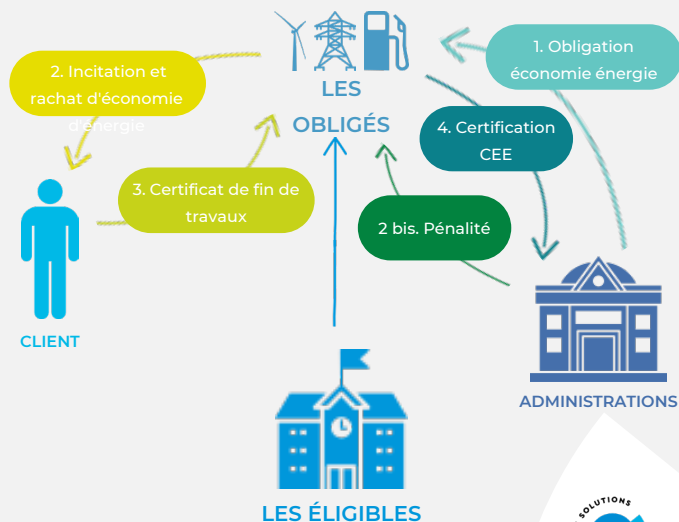 2. Incitation et
rachat d'économie
d'énergie
LES
OBLIGÉS
1. Obligation
économie énergie
4. Certification
CEE
3. Certificat de fin de
travaux
2 bis. Pénalité
CLIENT
ADMINISTRATIONS
LES ÉLIGIBLES
SOLUTIONS